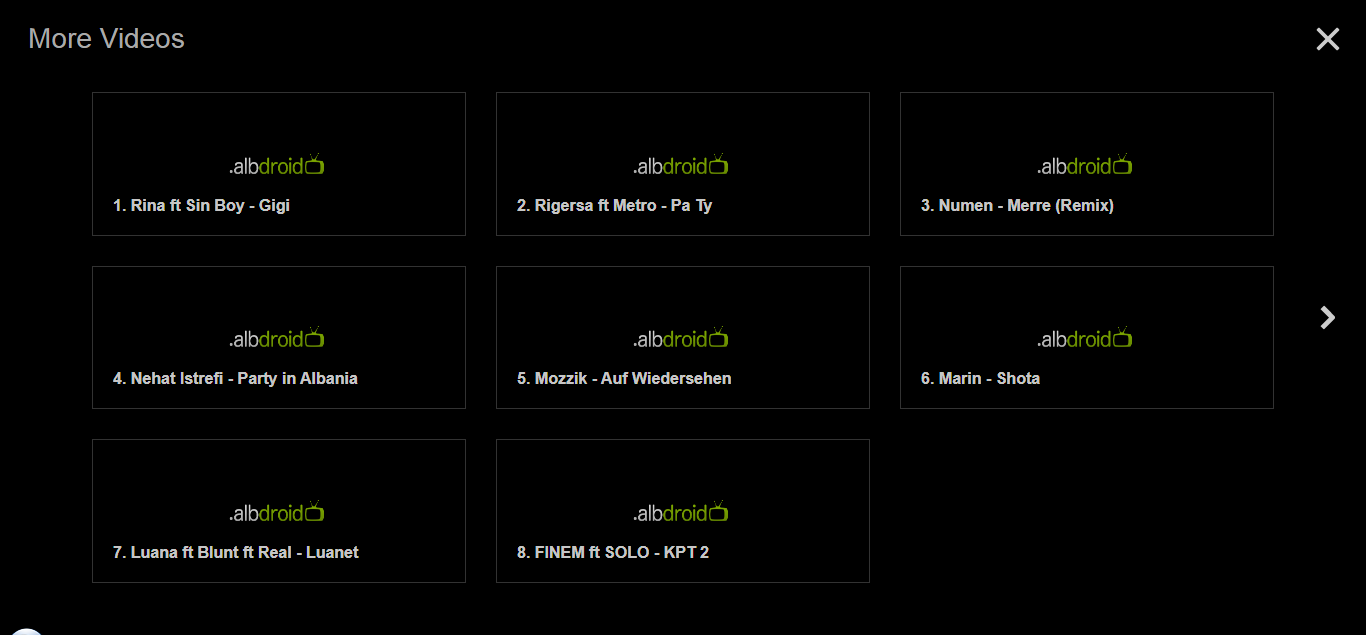 More Videos
.albdroid
1. Rina ft Sin Boy - Gigi
.albdroid
2. Rigersa ft Metro - Pa Ty
.albdroid
3. Numen - Merre (Remix)
.albdroid
4. Nehat Istrefi - Party in Albania
.albdroid
5. Mozzik - Auf Wiedersehen
.albdroid
6. Marin - Shota
.albdroid
7. Luana ft Blunt ft Real - Luanet
.albdroid
8. FINEM ft SOLO - KPT 2